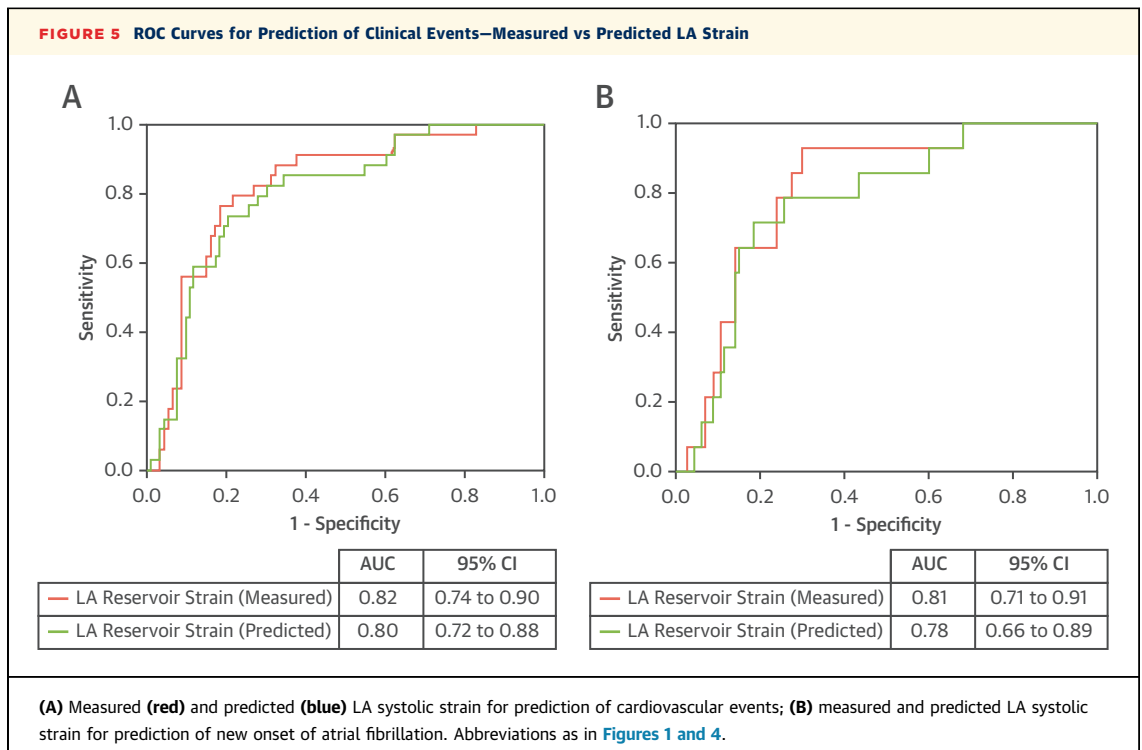 FIGURE 5 ROC Curves for Prediction of Clinical Events—Measured vs Predicted LA Strain
A
1.0
0.8
0.6
0.4
0.2
0.0
Sensitivity
0.0 0.2 0.4 0.6 0.8 1.0
1 - Specificity
AUC 95% CI
LA Reservoir Strain (Measured) 0.82 0.74 to 0.90
LA Reservoir Strain (Predicted) 0.80 0.72 to 0.88
B
1.0
0.8
0.6
0.4
0.2
0.0
Sensitivity
0.0 0.2 0.4 0.6 0.8 1.0
1 - Specificity
AUC 95% CI
LA Reservoir Strain (Measured) 0.81 0.71 to 0.91
LA Reservoir Strain (Predicted) 0.78 0.66 to 0.89
(A) Measured (red) and predicted (blue) LA systolic strain for prediction of cardiovascular events; (B) measured and predicted LA systolic
strain for prediction of new onset of atrial fibrillation. Abbreviations as in Figures 1 and 4.